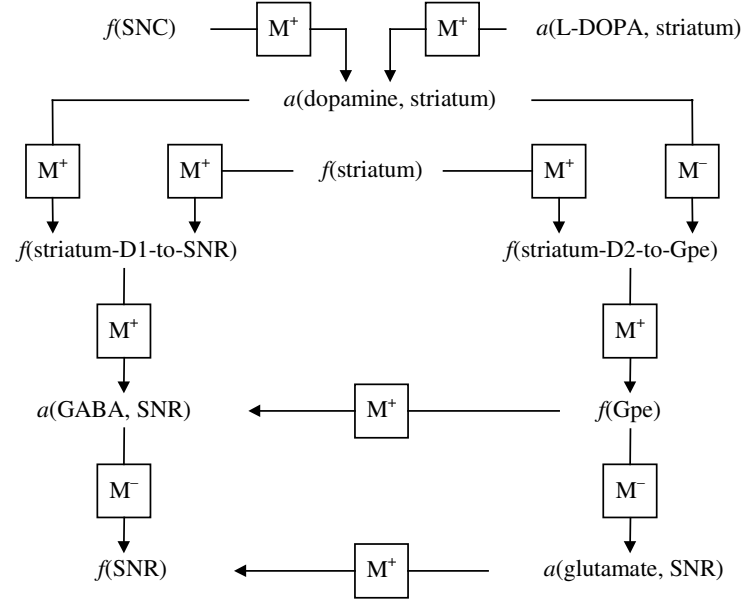 f(SNC) M⁺ M⁺ a(L-DOPA, striatum)
a(dopamine, striatum)
M⁺ M⁺ f(striatum) M⁺ M⁻
f(striatum-D1-to-SNR) f(striatum-D2-to-Gpe)
M⁺ M⁺
a(GABA, SNR) M⁺ f(Gpe)
M⁻ M⁻
f(SNR) M⁺ a(glutamate, SNR)